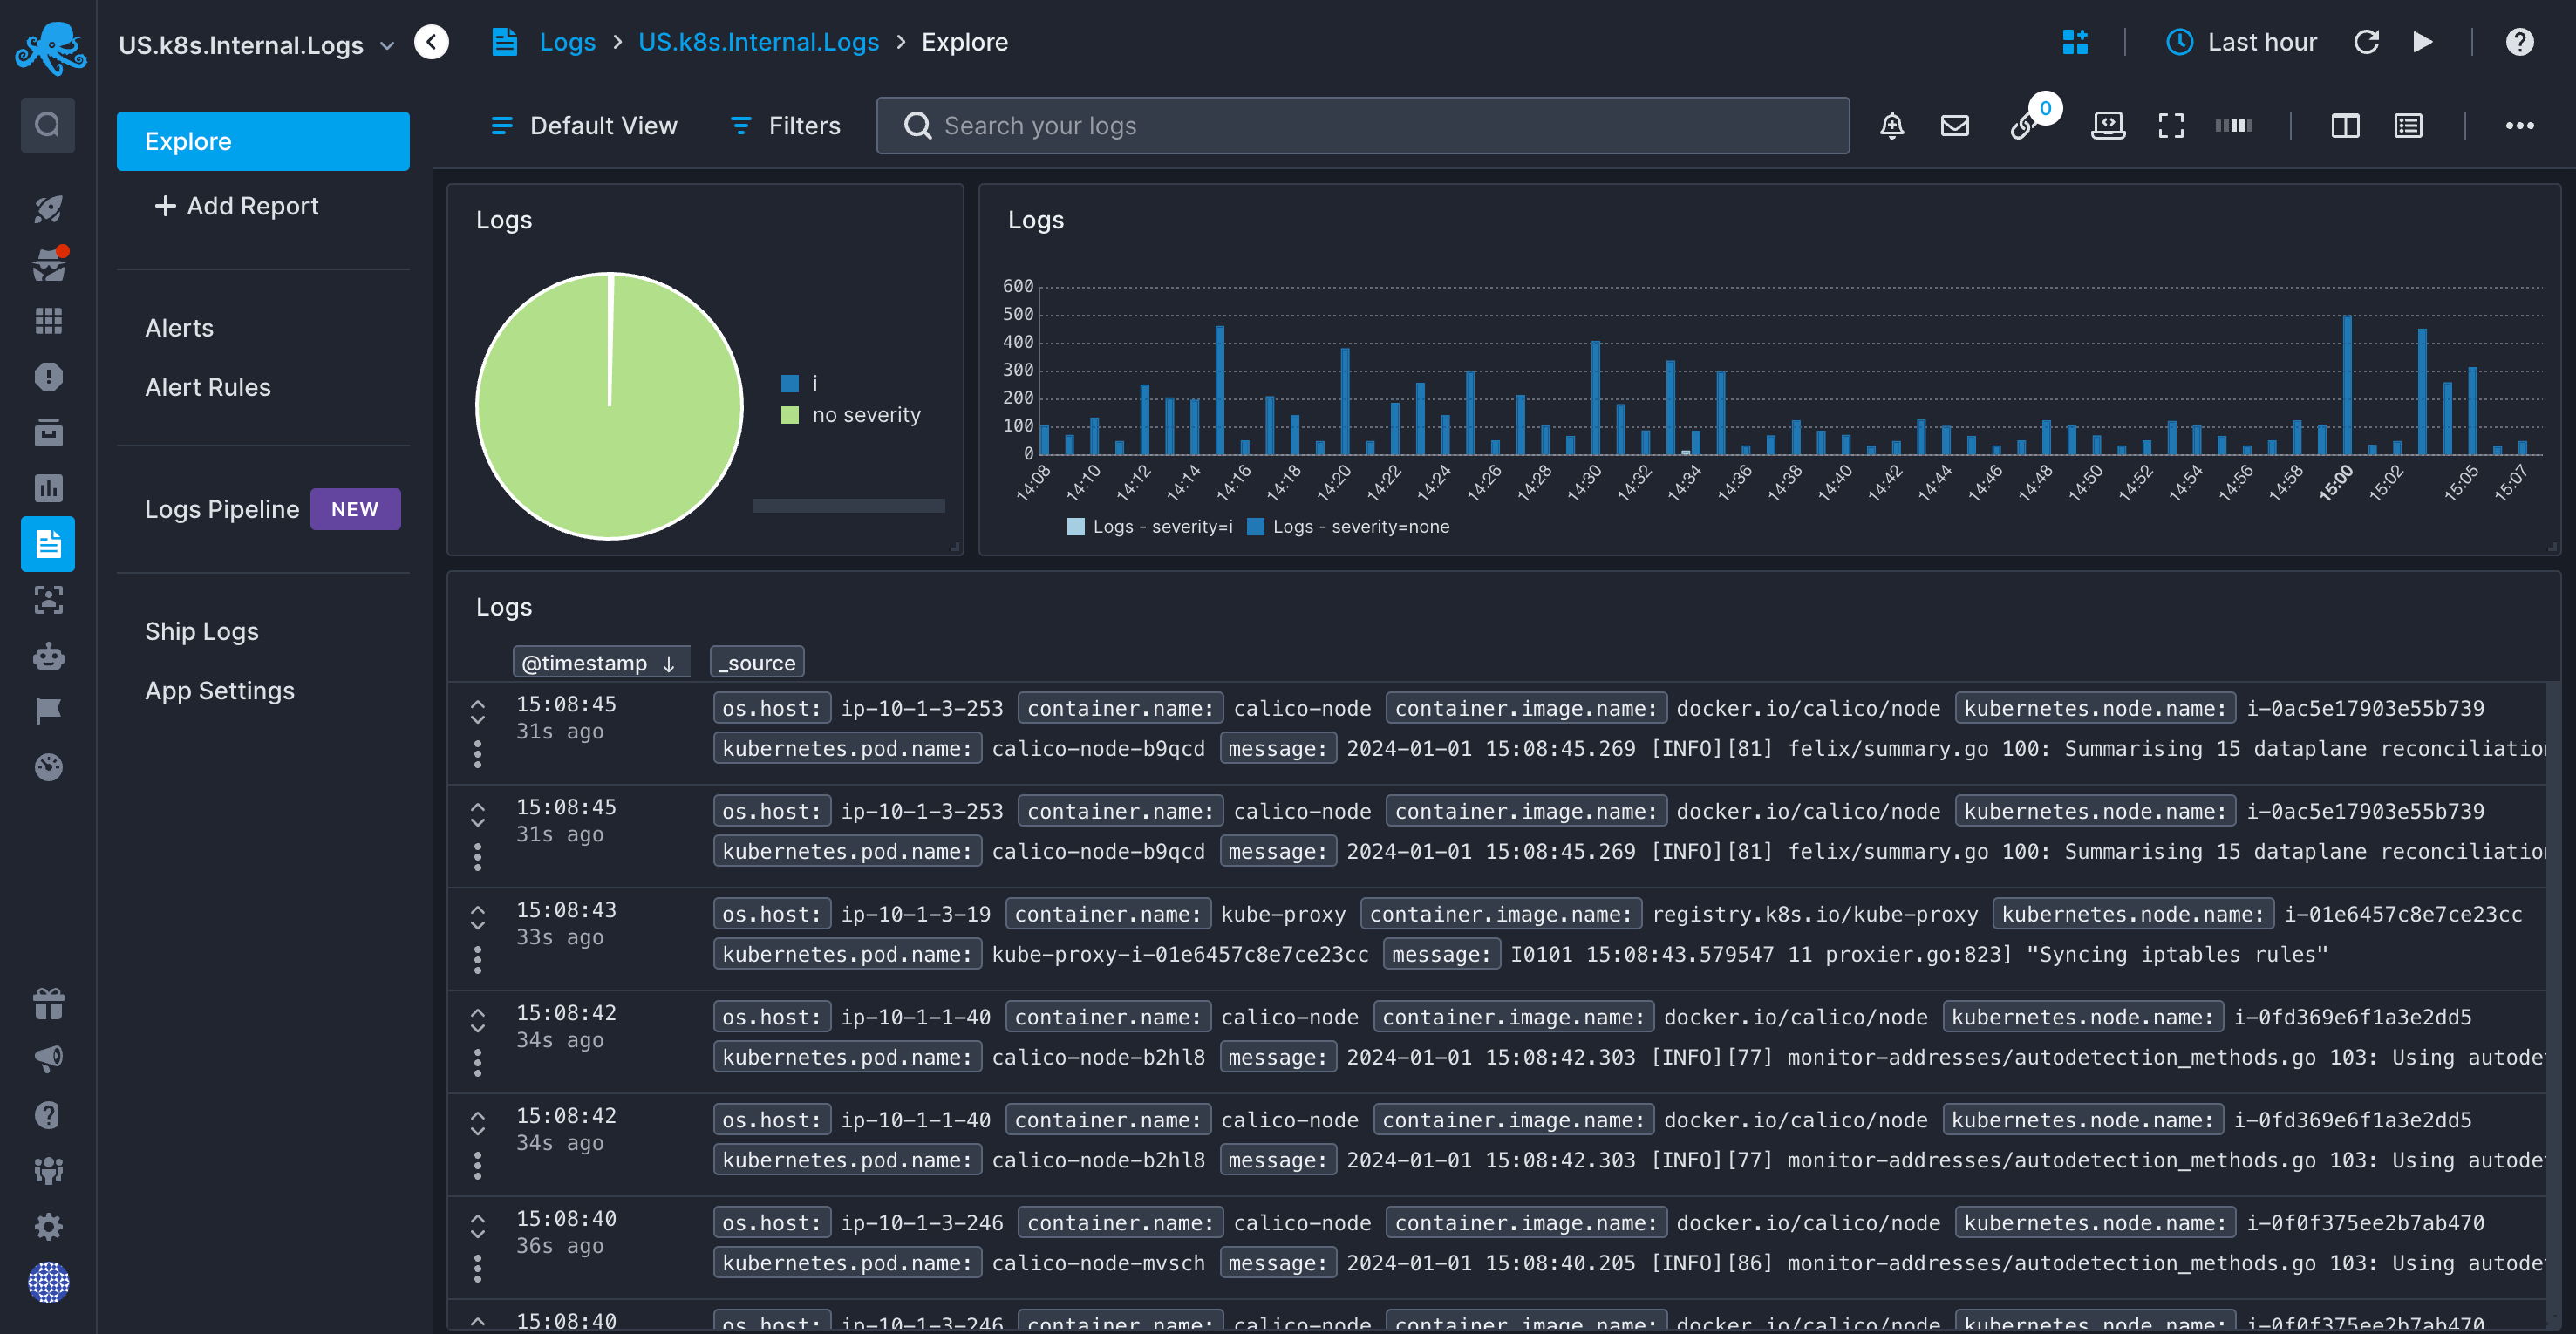 US.k8s.Internal.Logs
Logs > US.k8s.Internal.Logs > Explore
Last hour
Explore
+ Add Report
Alerts
Alert Rules
Logs Pipeline NEW
Ship Logs
App Settings
Default View
Filters
Search your logs
0
Logs
i
no severity
Logs
600
500
400
300
200
100
0
14:08 14:10 14:12 14:14 14:16 14:18 14:20 14:22 14:24 14:26 14:28 14:30 14:32 14:34 14:36 14:38 14:40 14:42 14:44 14:46 14:48 14:50 14:52 14:54 14:56 14:58 15:00 15:02 15:05 15:07
Logs - severity=i Logs - severity=none
Logs
@timestamp ↓ _source
15:08:45
31s ago
os.host: ip-10-1-3-253 container.name: calico-node container.image.name: docker.io/calico/node kubernetes.node.name: i-0ac5e17903e55b739
kubernetes.pod.name: calico-node-b9qcd message: 2024-01-01 15:08:45.269 [INFO][81] felix/summary.go 100: Summarising 15 dataplane reconciliation
15:08:45
31s ago
os.host: ip-10-1-3-253 container.name: calico-node container.image.name: docker.io/calico/node kubernetes.node.name: i-0ac5e17903e55b739
kubernetes.pod.name: calico-node-b9qcd message: 2024-01-01 15:08:45.269 [INFO][81] felix/summary.go 100: Summarising 15 dataplane reconciliation
15:08:43
33s ago
os.host: ip-10-1-3-19 container.name: kube-proxy container.image.name: registry.k8s.io/kube-proxy kubernetes.node.name: i-01e6457c8e7ce23cc
kubernetes.pod.name: kube-proxy-i-01e6457c8e7ce23cc message: I0101 15:08:43.579547 11 proxier.go:823] "Syncing iptables rules"
15:08:42
34s ago
os.host: ip-10-1-1-40 container.name: calico-node container.image.name: docker.io/calico/node kubernetes.node.name: i-0fd369e6f1a3e2dd5
kubernetes.pod.name: calico-node-b2hl8 message: 2024-01-01 15:08:42.303 [INFO][77] monitor-addresses/autodetection_methods.go 103: Using autode
15:08:42
34s ago
os.host: ip-10-1-1-40 container.name: calico-node container.image.name: docker.io/calico/node kubernetes.node.name: i-0fd369e6f1a3e2dd5
kubernetes.pod.name: calico-node-b2hl8 message: 2024-01-01 15:08:42.303 [INFO][77] monitor-addresses/autodetection_methods.go 103: Using autode
15:08:40
36s ago
os.host: ip-10-1-3-246 container.name: calico-node container.image.name: docker.io/calico/node kubernetes.node.name: i-0f0f375ee2b7ab470
kubernetes.pod.name: calico-node-mvsch message: 2024-01-01 15:08:40.205 [INFO][86] monitor-addresses/autodetection_methods.go 103: Using autode
15:08:40
os.host: ip-10-1-3-246 container.name: calico-node container.image.name: docker.io/calico/node kubernetes.node.name: i-0f0f375ee2b7ab470